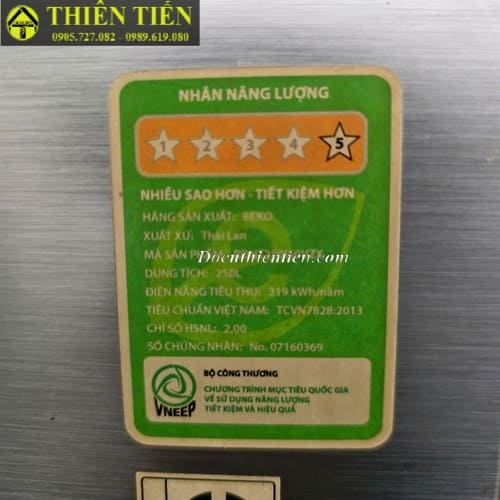 THIÊN TIẾN
0905.727.082 - 0989.619.080
NHÃN NĂNG LƯỢNG
1 2 3 4 5
NHIỀU SAO HƠN - TIẾT KIỆM HƠN
HÃNG SẢN XUẤT: BEKO
XUẤT XỨ: Thái Lan
MÃ SẢN PHẨM:
Docuthientien.com
DUNG TÍCH: 250L
ĐIỆN NĂNG TIÊU THỤ: 319 kWh/năm
TIÊU CHUẨN VIỆT NAM: TCVN7828:2013
CHỈ SỐ HSNL: 2,00
SỐ CHỨNG NHẬN: No. 07160369
BỘ CÔNG THƯƠNG
CHƯƠNG TRÌNH MỤC TIÊU QUỐC GIA
VỀ SỬ DỤNG NĂNG LƯỢNG
TIẾT KIỆM VÀ HIỆU QUẢ
VNEEP